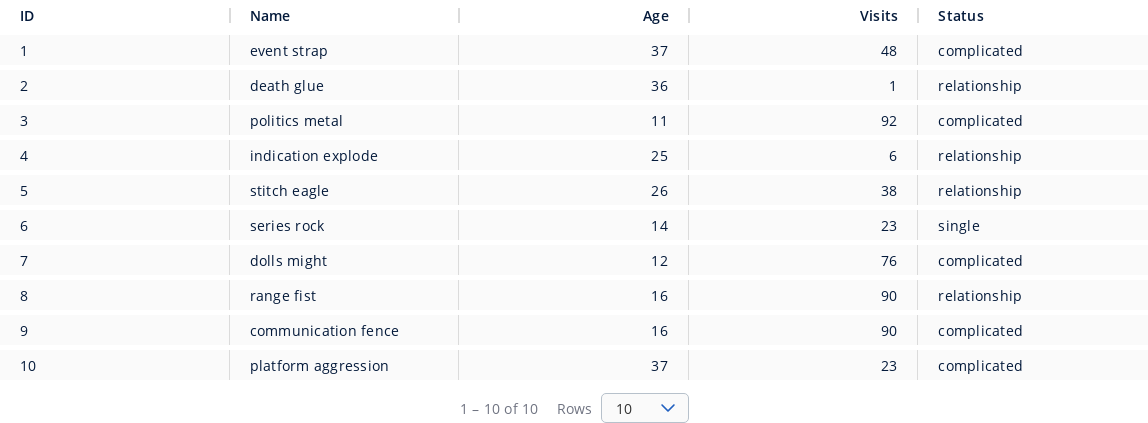 ID Name Age Visits Status
1 event strap 37 48 complicated
2 death glue 36 1 relationship
3 politics metal 11 92 complicated
4 indication explode 25 6 relationship
5 stitch eagle 26 38 relationship
6 series rock 14 23 single
7 dolls might 12 76 complicated
8 range fist 16 90 relationship
9 communication fence 16 90 complicated
10 platform aggression 37 23 complicated
1 – 10 of 10 Rows 10